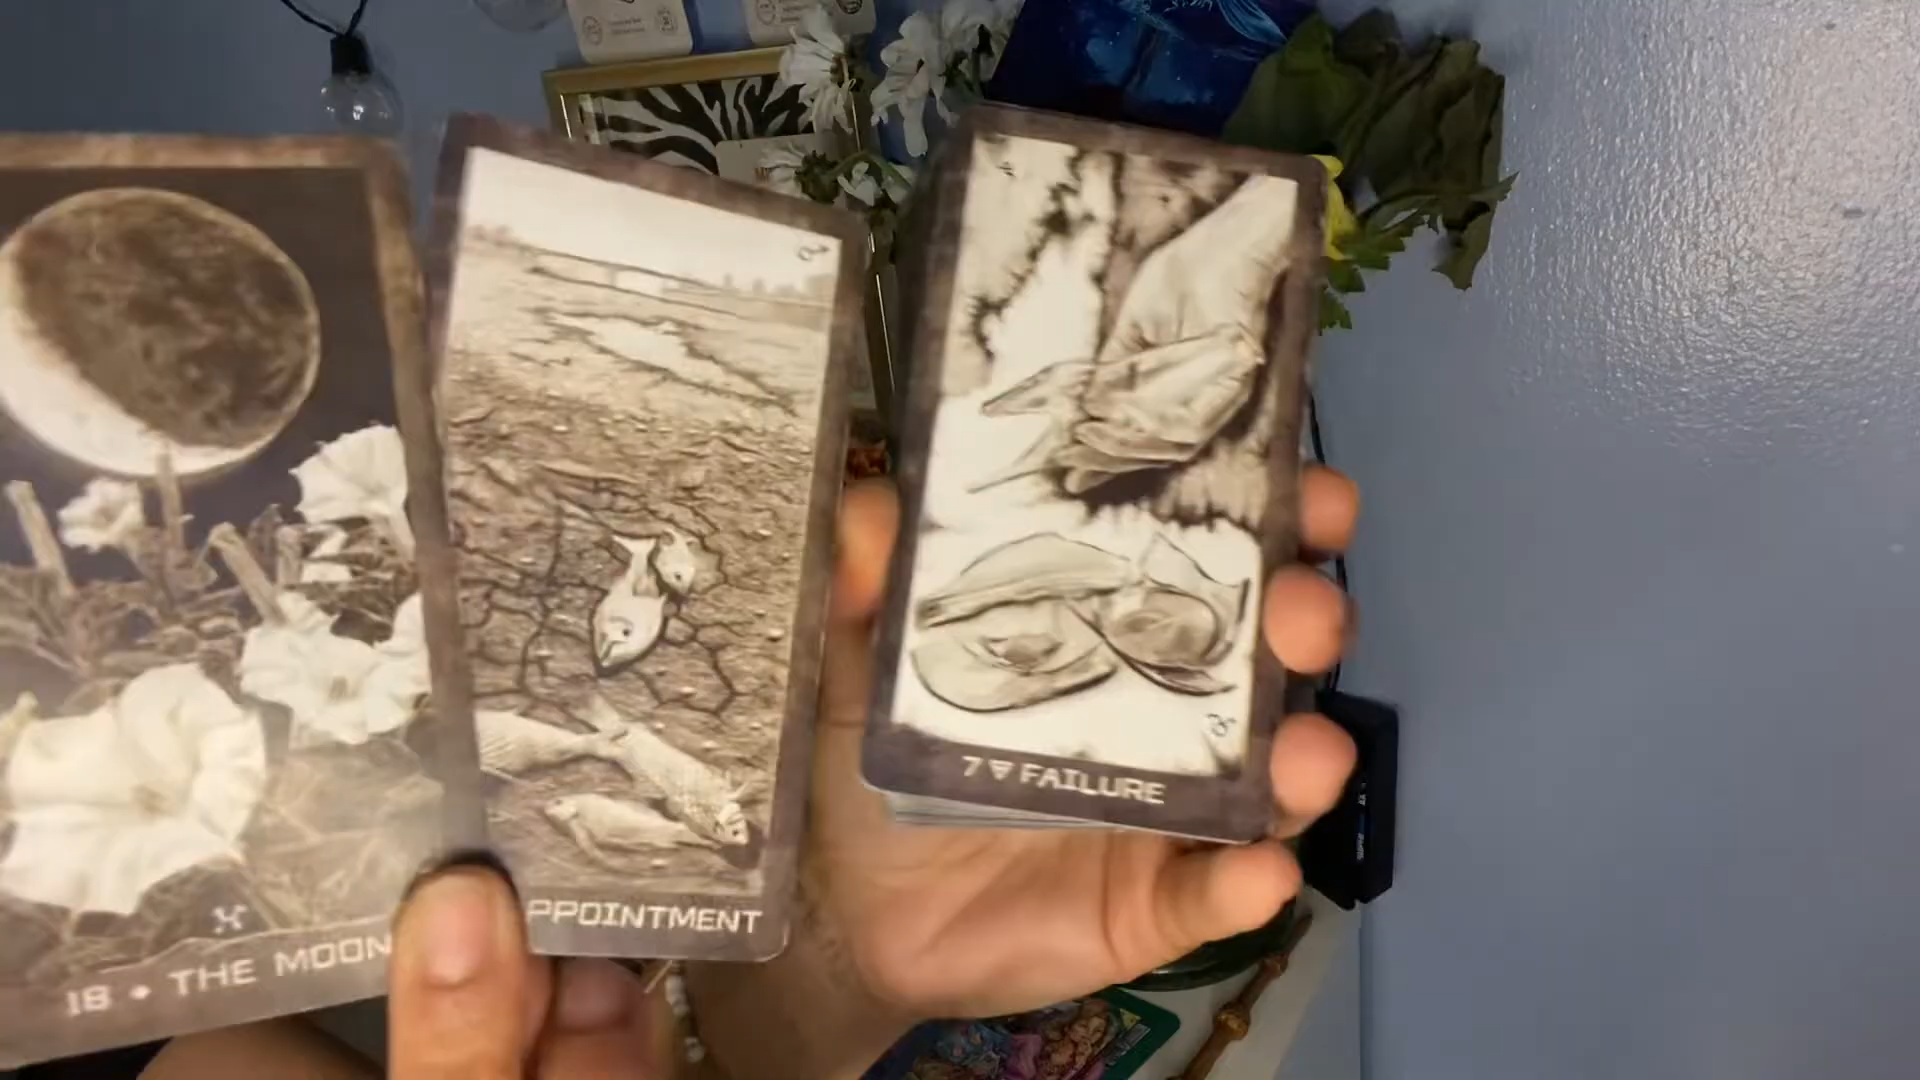 18 • THE MOON
PPOINTMENT
7 🜄 FAILURE